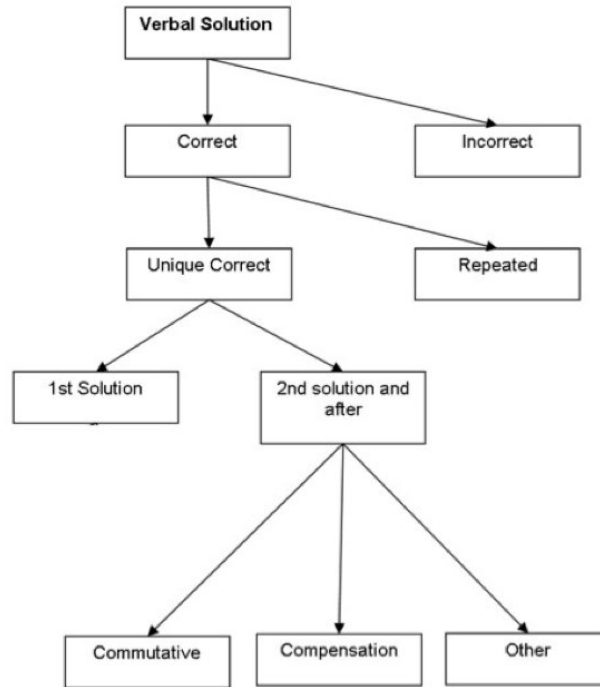 Verbal Solution
Correct
Incorrect
Unique Correct
Repeated
1st Solution
2nd solution and
after
Commutative
Compensation
Other